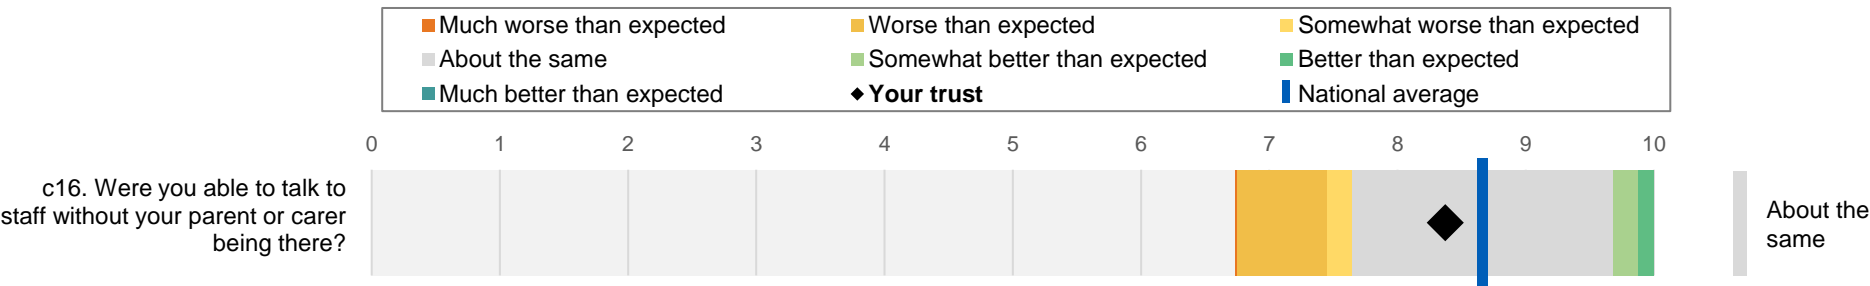 Much worse than expected
Worse than expected
Somewhat worse than expected
About the same
Somewhat better than expected
Better than expected
Much better than expected
Your trust
National average
0 1 2 3 4 5 6 7 8 9 10
c16. Were you able to talk to
staff without your parent or carer
being there?
About the
same